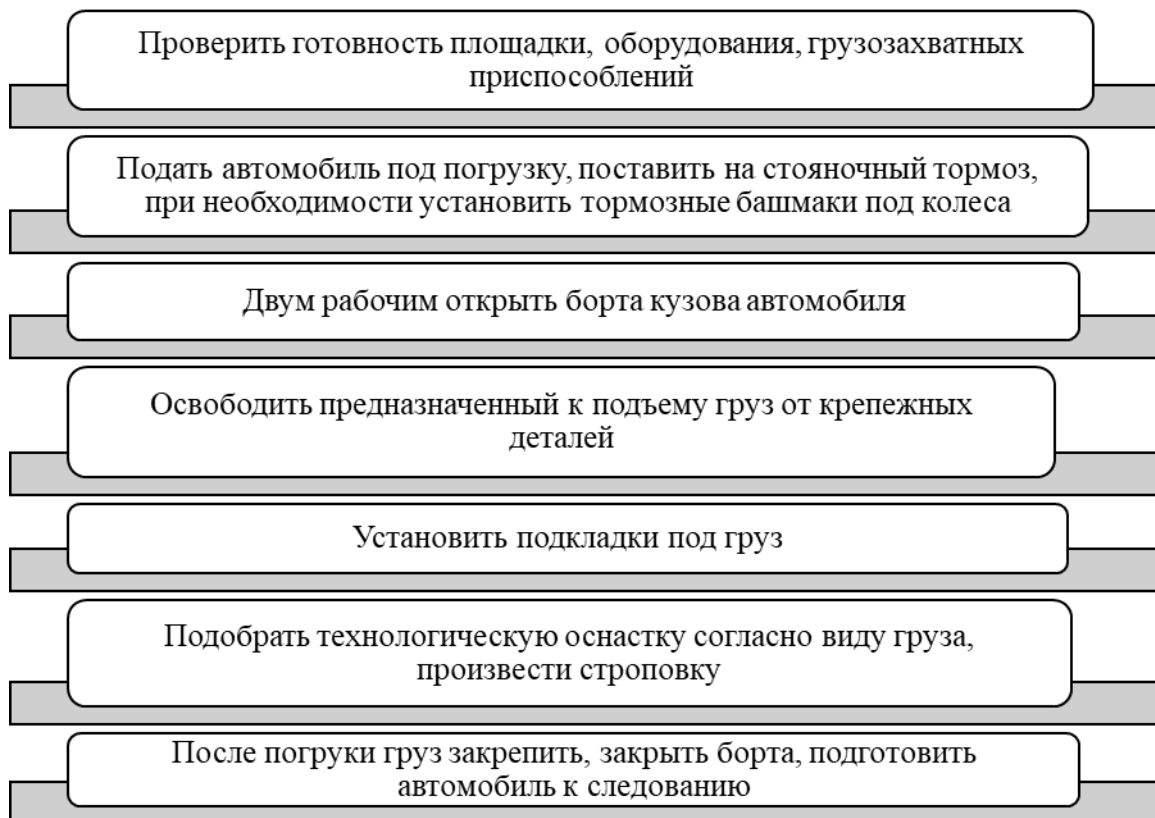 Проверить готовность площадки, оборудования, грузозахватных
приспособлений
Подать автомобиль под погрузку, поставить на стояночный тормоз,
при необходимости установить тормозные башмаки под колеса
Двум рабочим открыть борта кузова автомобиля
Освободить предназначенный к подъему груз от крепежных
деталей
Установить подкладки под груз
Подобрать технологическую оснастку согласно виду груза,
произвести строповку
После погруки груз закрепить, закрыть борта, подготовить
автомобиль к следованию